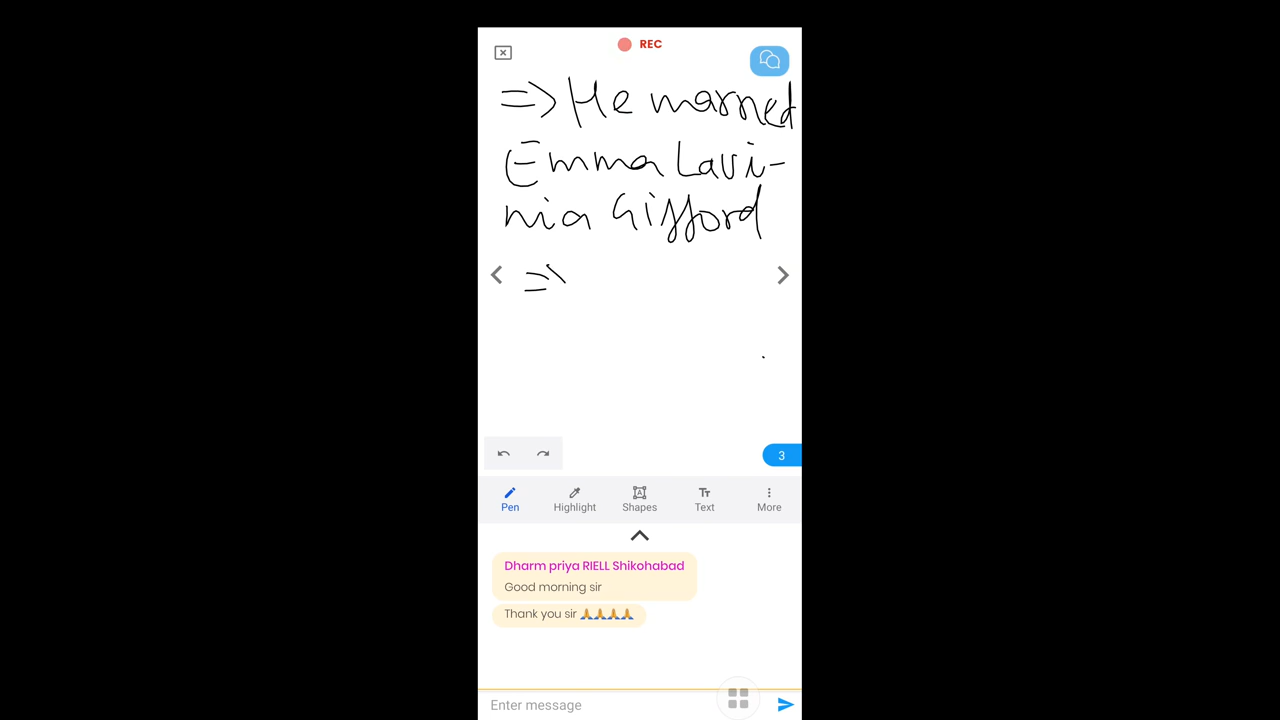 REC
=> He married
Emma Lavi-
nia Gifford
=>
3
Pen Highlight Shapes Text More
Dharm priya RIELL Shikohabad
Good morning sir
Thank you sir 🙏🙏🙏🙏
Enter message